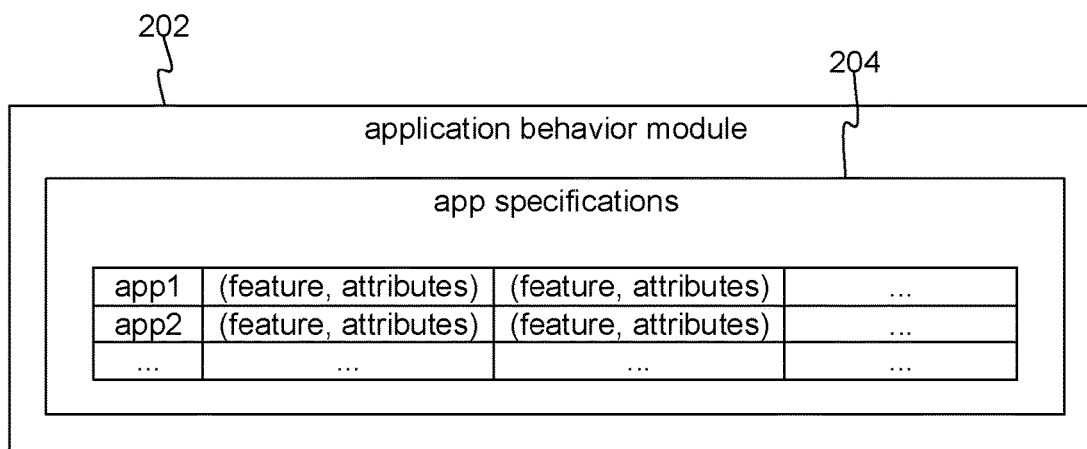 202
204
application behavior module
app specifications
app1 (feature, attributes) (feature, attributes) ...
app2 (feature, attributes) (feature, attributes) ...
... ... ... ...